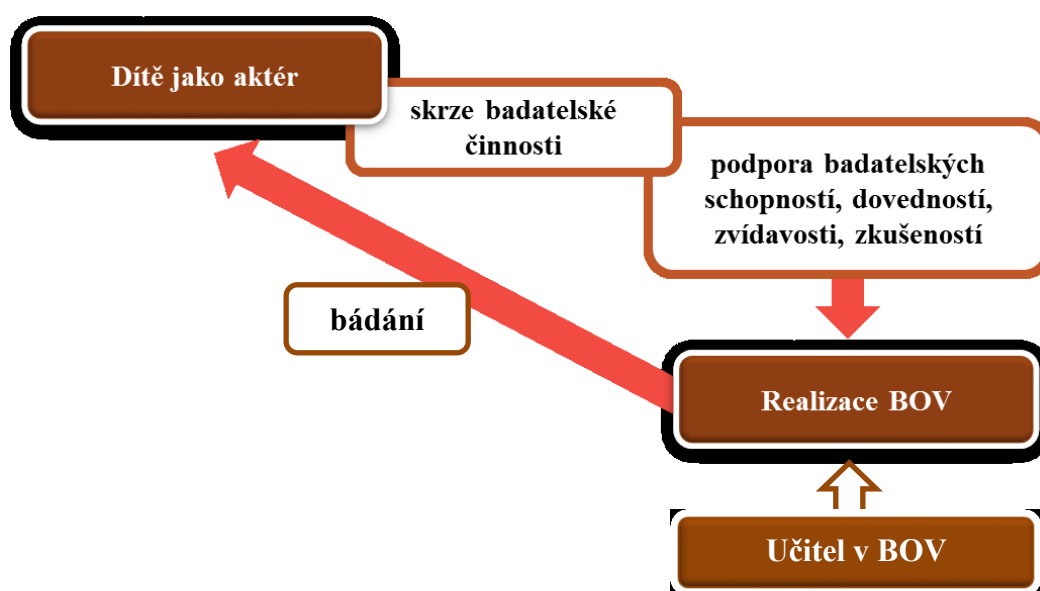 Dítě jako aktér
skrze badatelské
činnosti
podpora badatelských
schopností, dovedností,
zvídavosti, zkušeností
bádání
Realizace BOV
Učitel v BOV